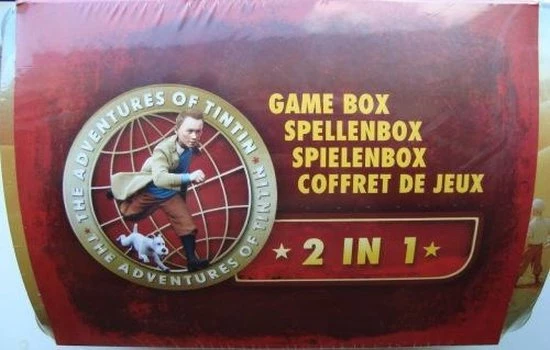 THE ADVENTURES OF TINTIN
THE ADVENTURES OF TINTIN
GAME BOX
SPELLENBOX
SPIELENBOX
COFFRET DE JEUX
2 IN 1